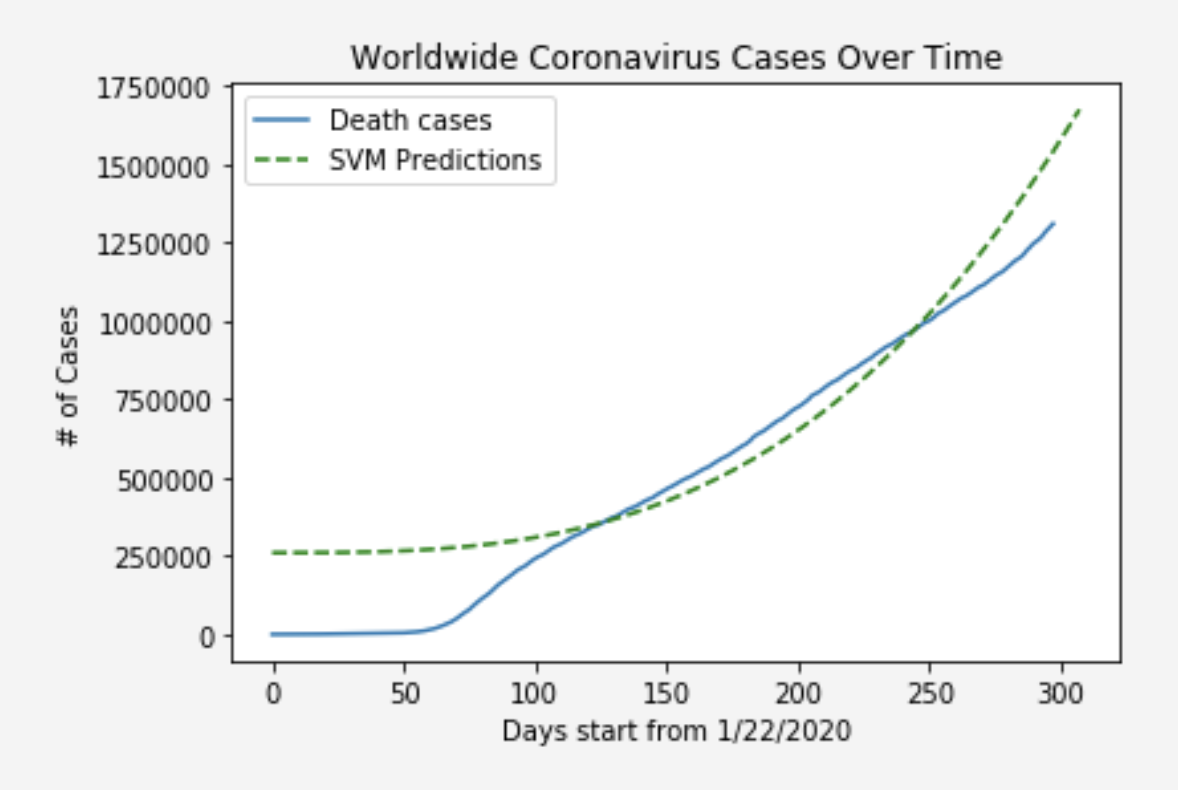 Worldwide Coronavirus Cases Over Time
1750000
1500000
1250000
1000000
750000
500000
250000
0
# of Cases
Death cases
SVM Predictions
0 50 100 150 200 250 300
Days start from 1/22/2020